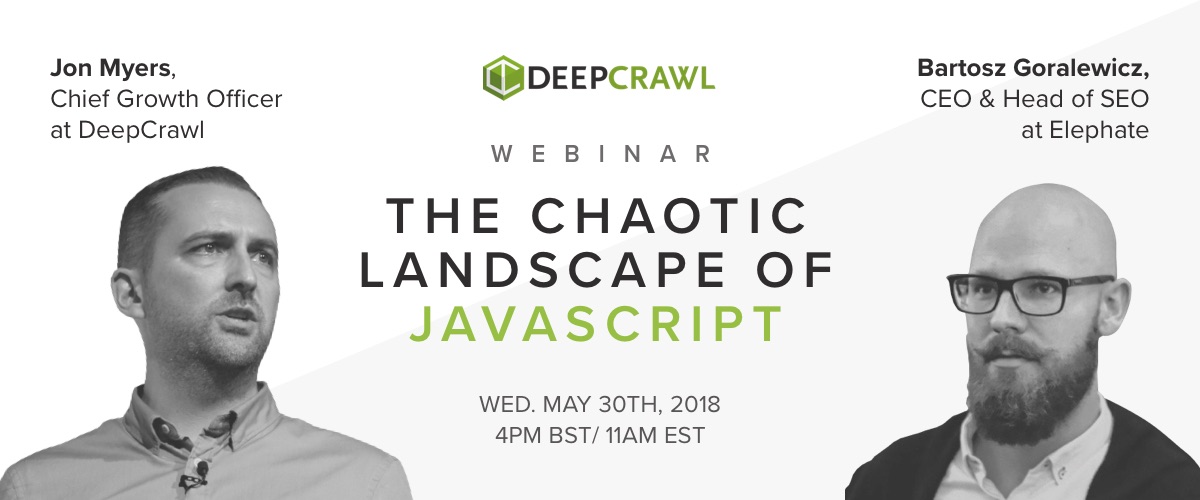 Jon Myers,
Chief Growth Officer
at DeepCrawl
DEEPCRAWL
WEBINAR
THE CHAOTIC
LANDSCAPE OF
JAVASCRIPT
WED. MAY 30TH, 2018
4PM BST/ 11AM EST
Bartosz Goralewicz,
CEO & Head of SEO
at Elephate